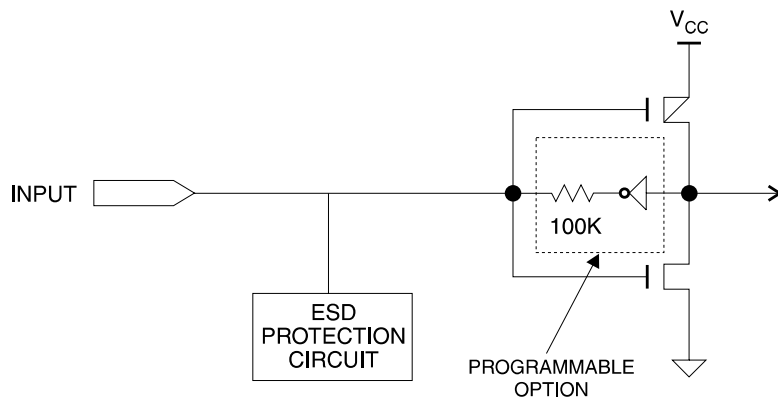 V_CC
INPUT
100K
ESD
PROTECTION
CIRCUIT
PROGRAMMABLE
OPTION